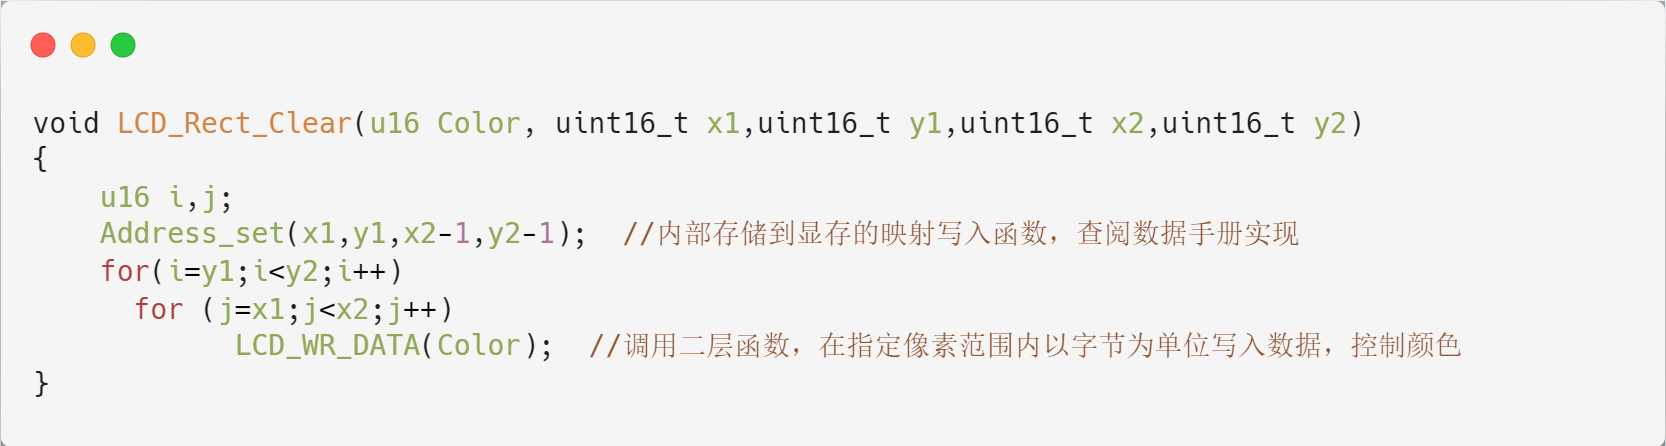 void LCD_Rect_Clear(u16 Color, uint16_t x1,uint16_t y1,uint16_t x2,uint16_t y2)
{
    u16 i,j;
    Address_set(x1,y1,x2-1,y2-1);  //内部存储到显存的映射写入函数，查阅数据手册实现
    for(i=y1;i<y2;i++)
      for (j=x1;j<x2;j++)
            LCD_WR_DATA(Color);  //调用二层函数，在指定像素范围内以字节为单位写入数据，控制颜色
}